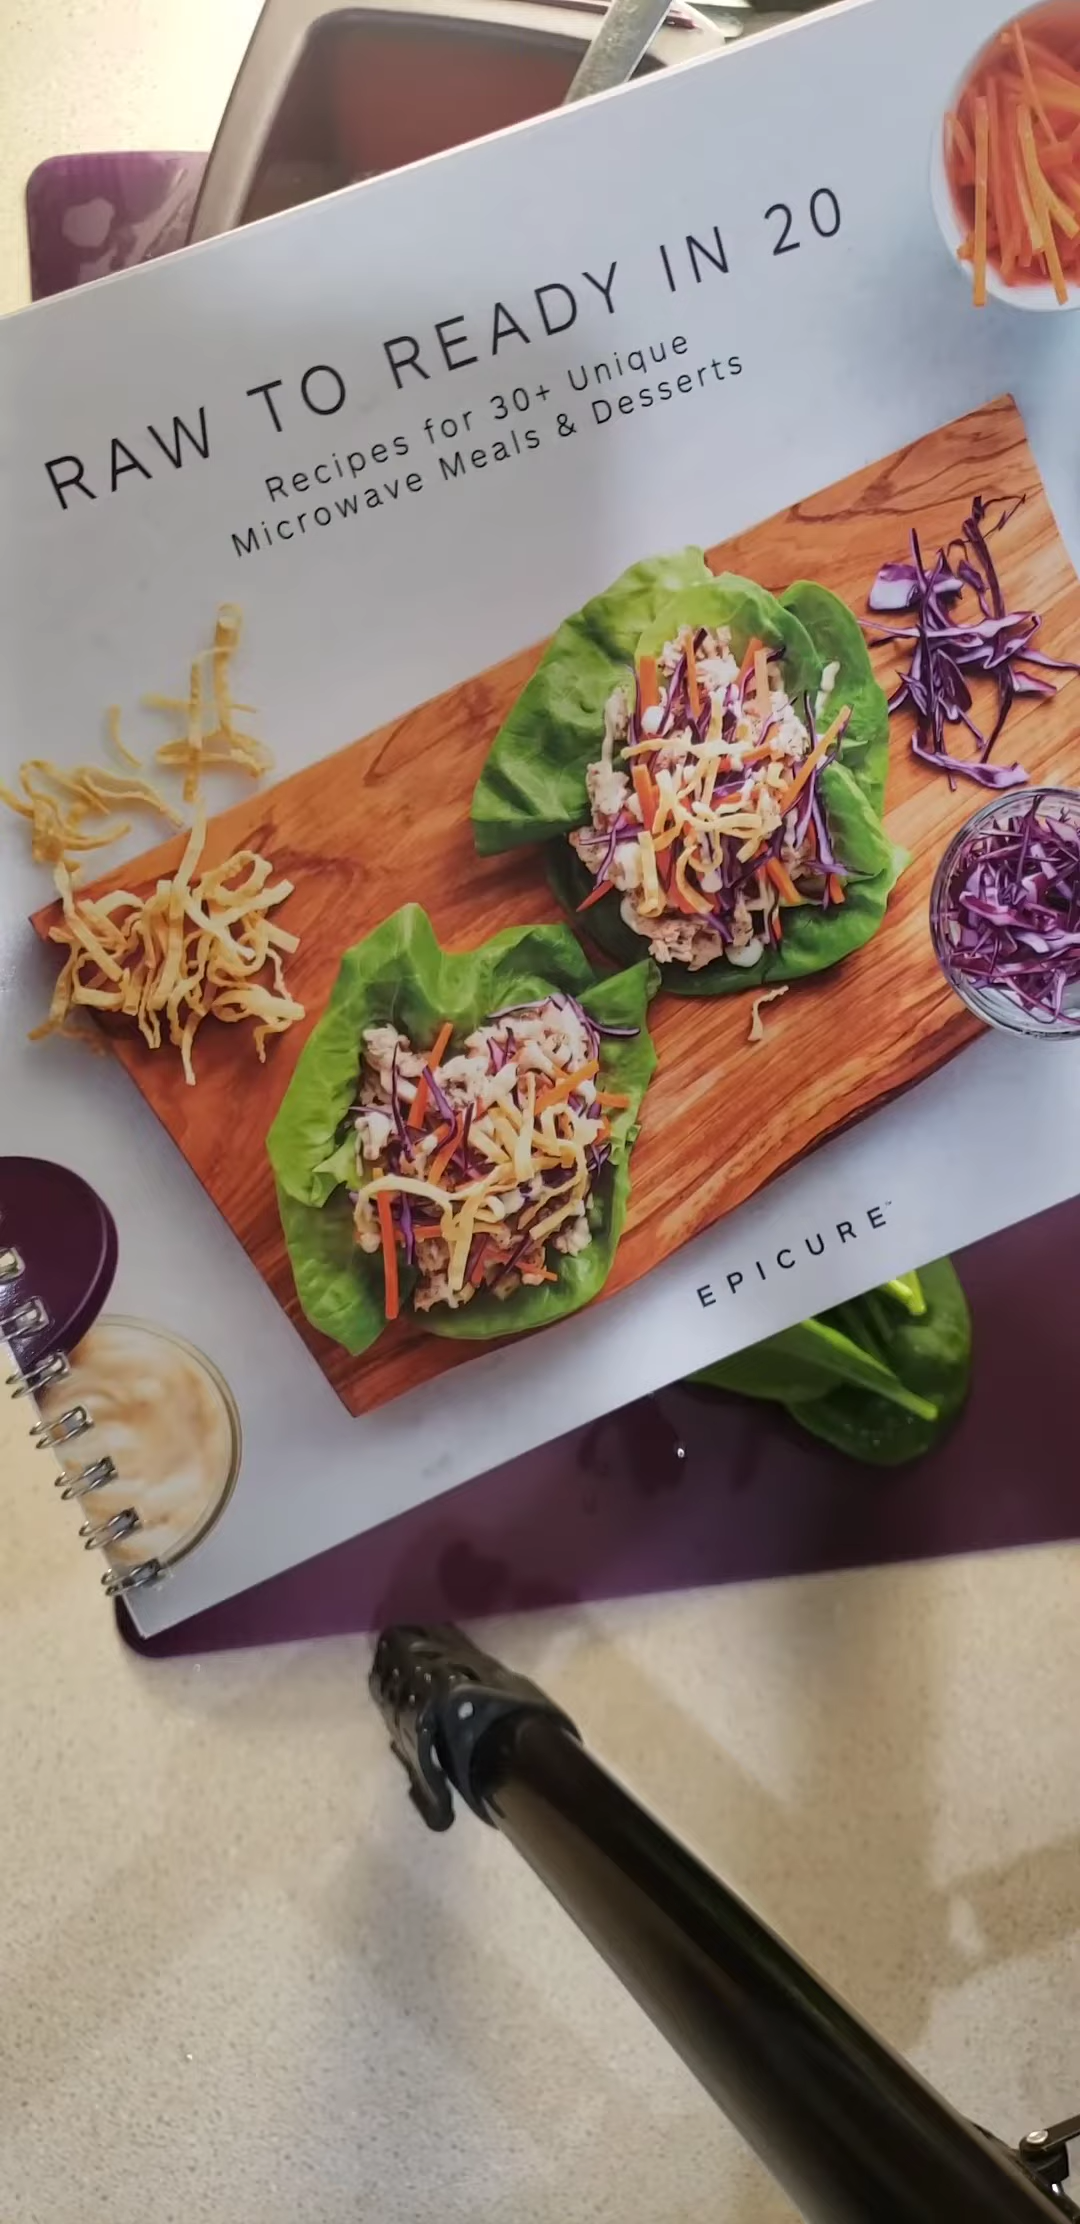 RAW TO READY IN 20
Recipes for 30+ Unique
Microwave Meals & Desserts
EPICURE™